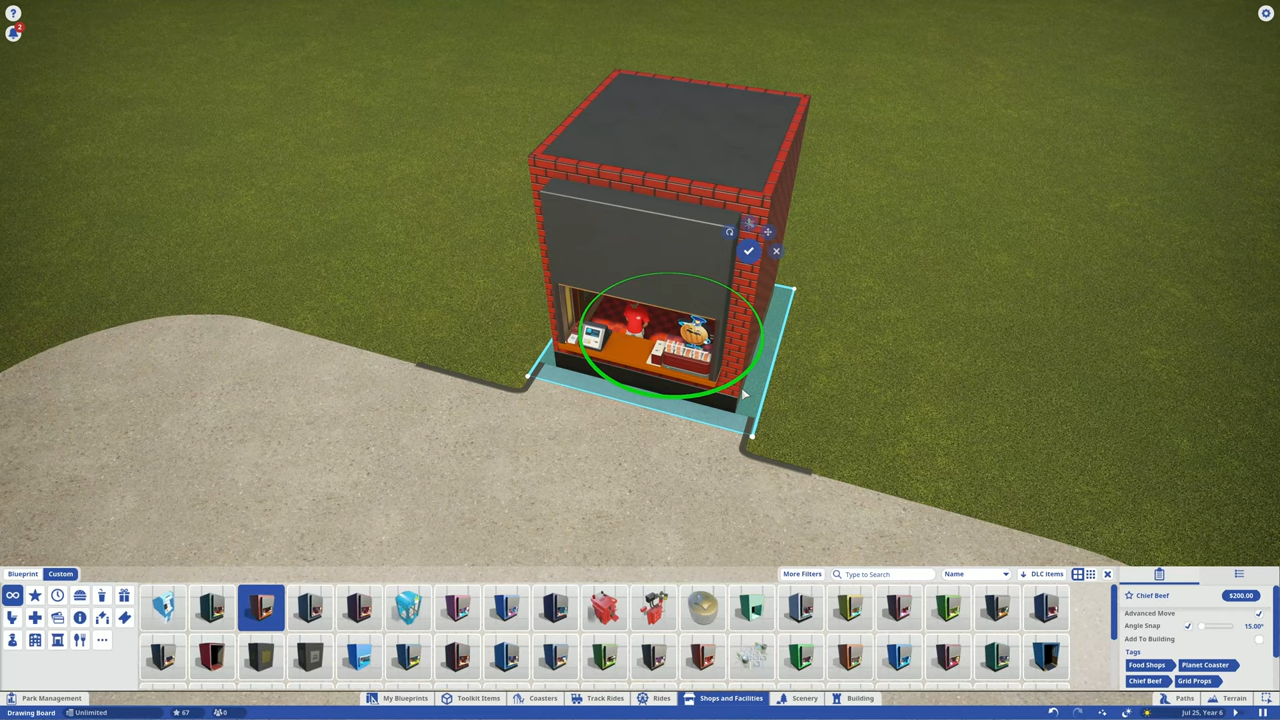 ?
2
Blueprint
Custom
More Filters
Type to Search
Name
DLC items
Chief Beef
$200.00
Advanced Move
Angle Snap
15.00°
Add To Building
Tags
Food Shops
Planet Coaster
Chief Beef
Grid Props
Park Management
My Blueprints
Toolkit Items
Coasters
Track Rides
Rides
Shops and Facilities
Scenery
Building
Paths
Terrain
Drawing Board
Unlimited
67
0
Jul 25, Year 6